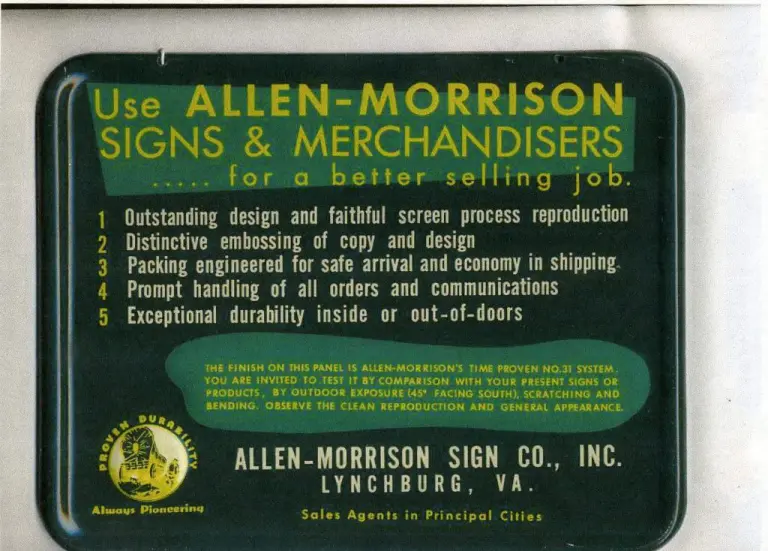 Use ALLEN-MORRISON
SIGNS & MERCHANDISERS
..... for a better selling job.
1 Outstanding design and faithful screen process reproduction
2 Distinctive embossing of copy and design
3 Packing engineered for safe arrival and economy in shipping.
4 Prompt handling of all orders and communications
5 Exceptional durability inside or out-of-doors
THE FINISH ON THIS PANEL IS ALLEN-MORRISON'S TIME PROVEN NO.31 SYSTEM.
YOU ARE INVITED TO TEST IT BY COMPARISON WITH YOUR PRESENT SIGNS OR
PRODUCTS, BY OUTDOOR EXPOSURE (45° FACING SOUTH), SCRATCHING AND
BENDING. OBSERVE THE CLEAN REPRODUCTION AND GENERAL APPEARANCE.
PROVEN DURABILITY
Always Pioneering
ALLEN-MORRISON SIGN CO., INC.
LYNCHBURG, VA.
Sales Agents in Principal Cities